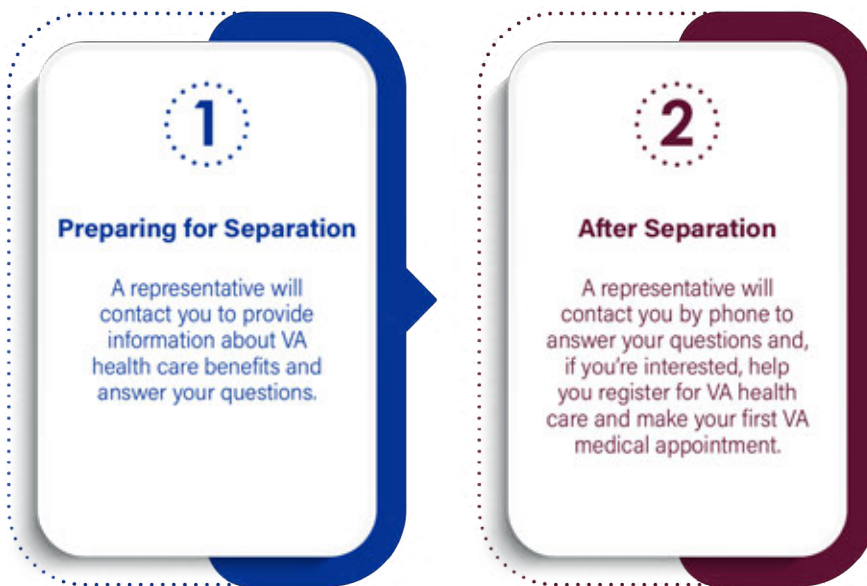 1
Preparing for Separation
A representative will
contact you to provide
information about VA
health care benefits and
answer your questions.
2
After Separation
A representative will
contact you by phone to
answer your questions and,
if you're interested, help
you register for VA health
care and make your first VA
medical appointment.